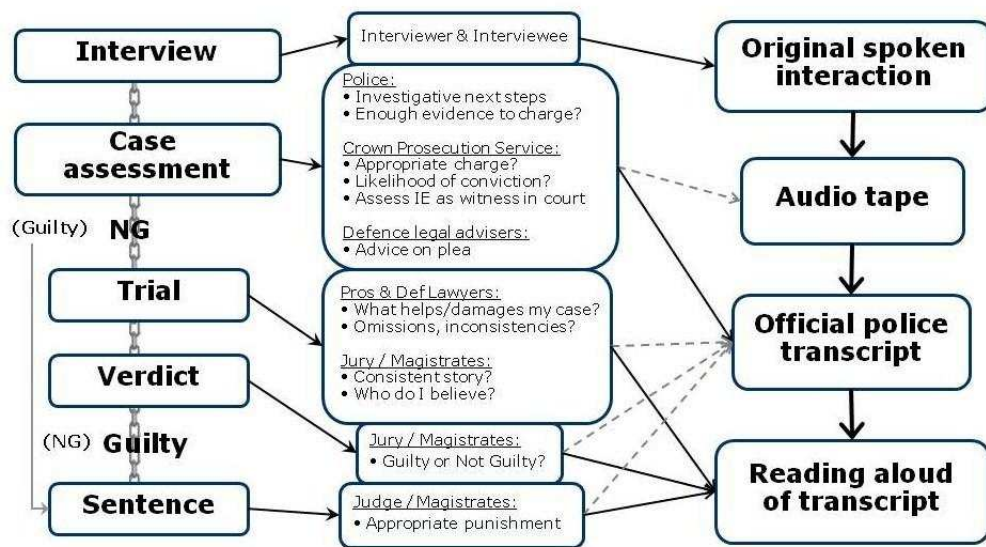 Interview
Case
assessment
(Guilty) NG
Trial
Verdict
(NG) Guilty
Sentence
Interviewer & Interviewee
Police:
• Investigative next steps
• Enough evidence to charge?
Crown Prosecution Service:
• Appropriate charge?
• Likelihood of conviction?
• Assess IE as witness in court
Defence legal advisers:
• Advice on plea
Pros & Def Lawyers:
• What helps/damages my case?
• Omissions, inconsistencies?
Jury / Magistrates:
• Consistent story?
• Who do I believe?
Jury / Magistrates:
• Guilty or Not Guilty?
Judge / Magistrates:
• Appropriate punishment
Original spoken
interaction
Audio tape
Official police
transcript
Reading aloud
of transcript